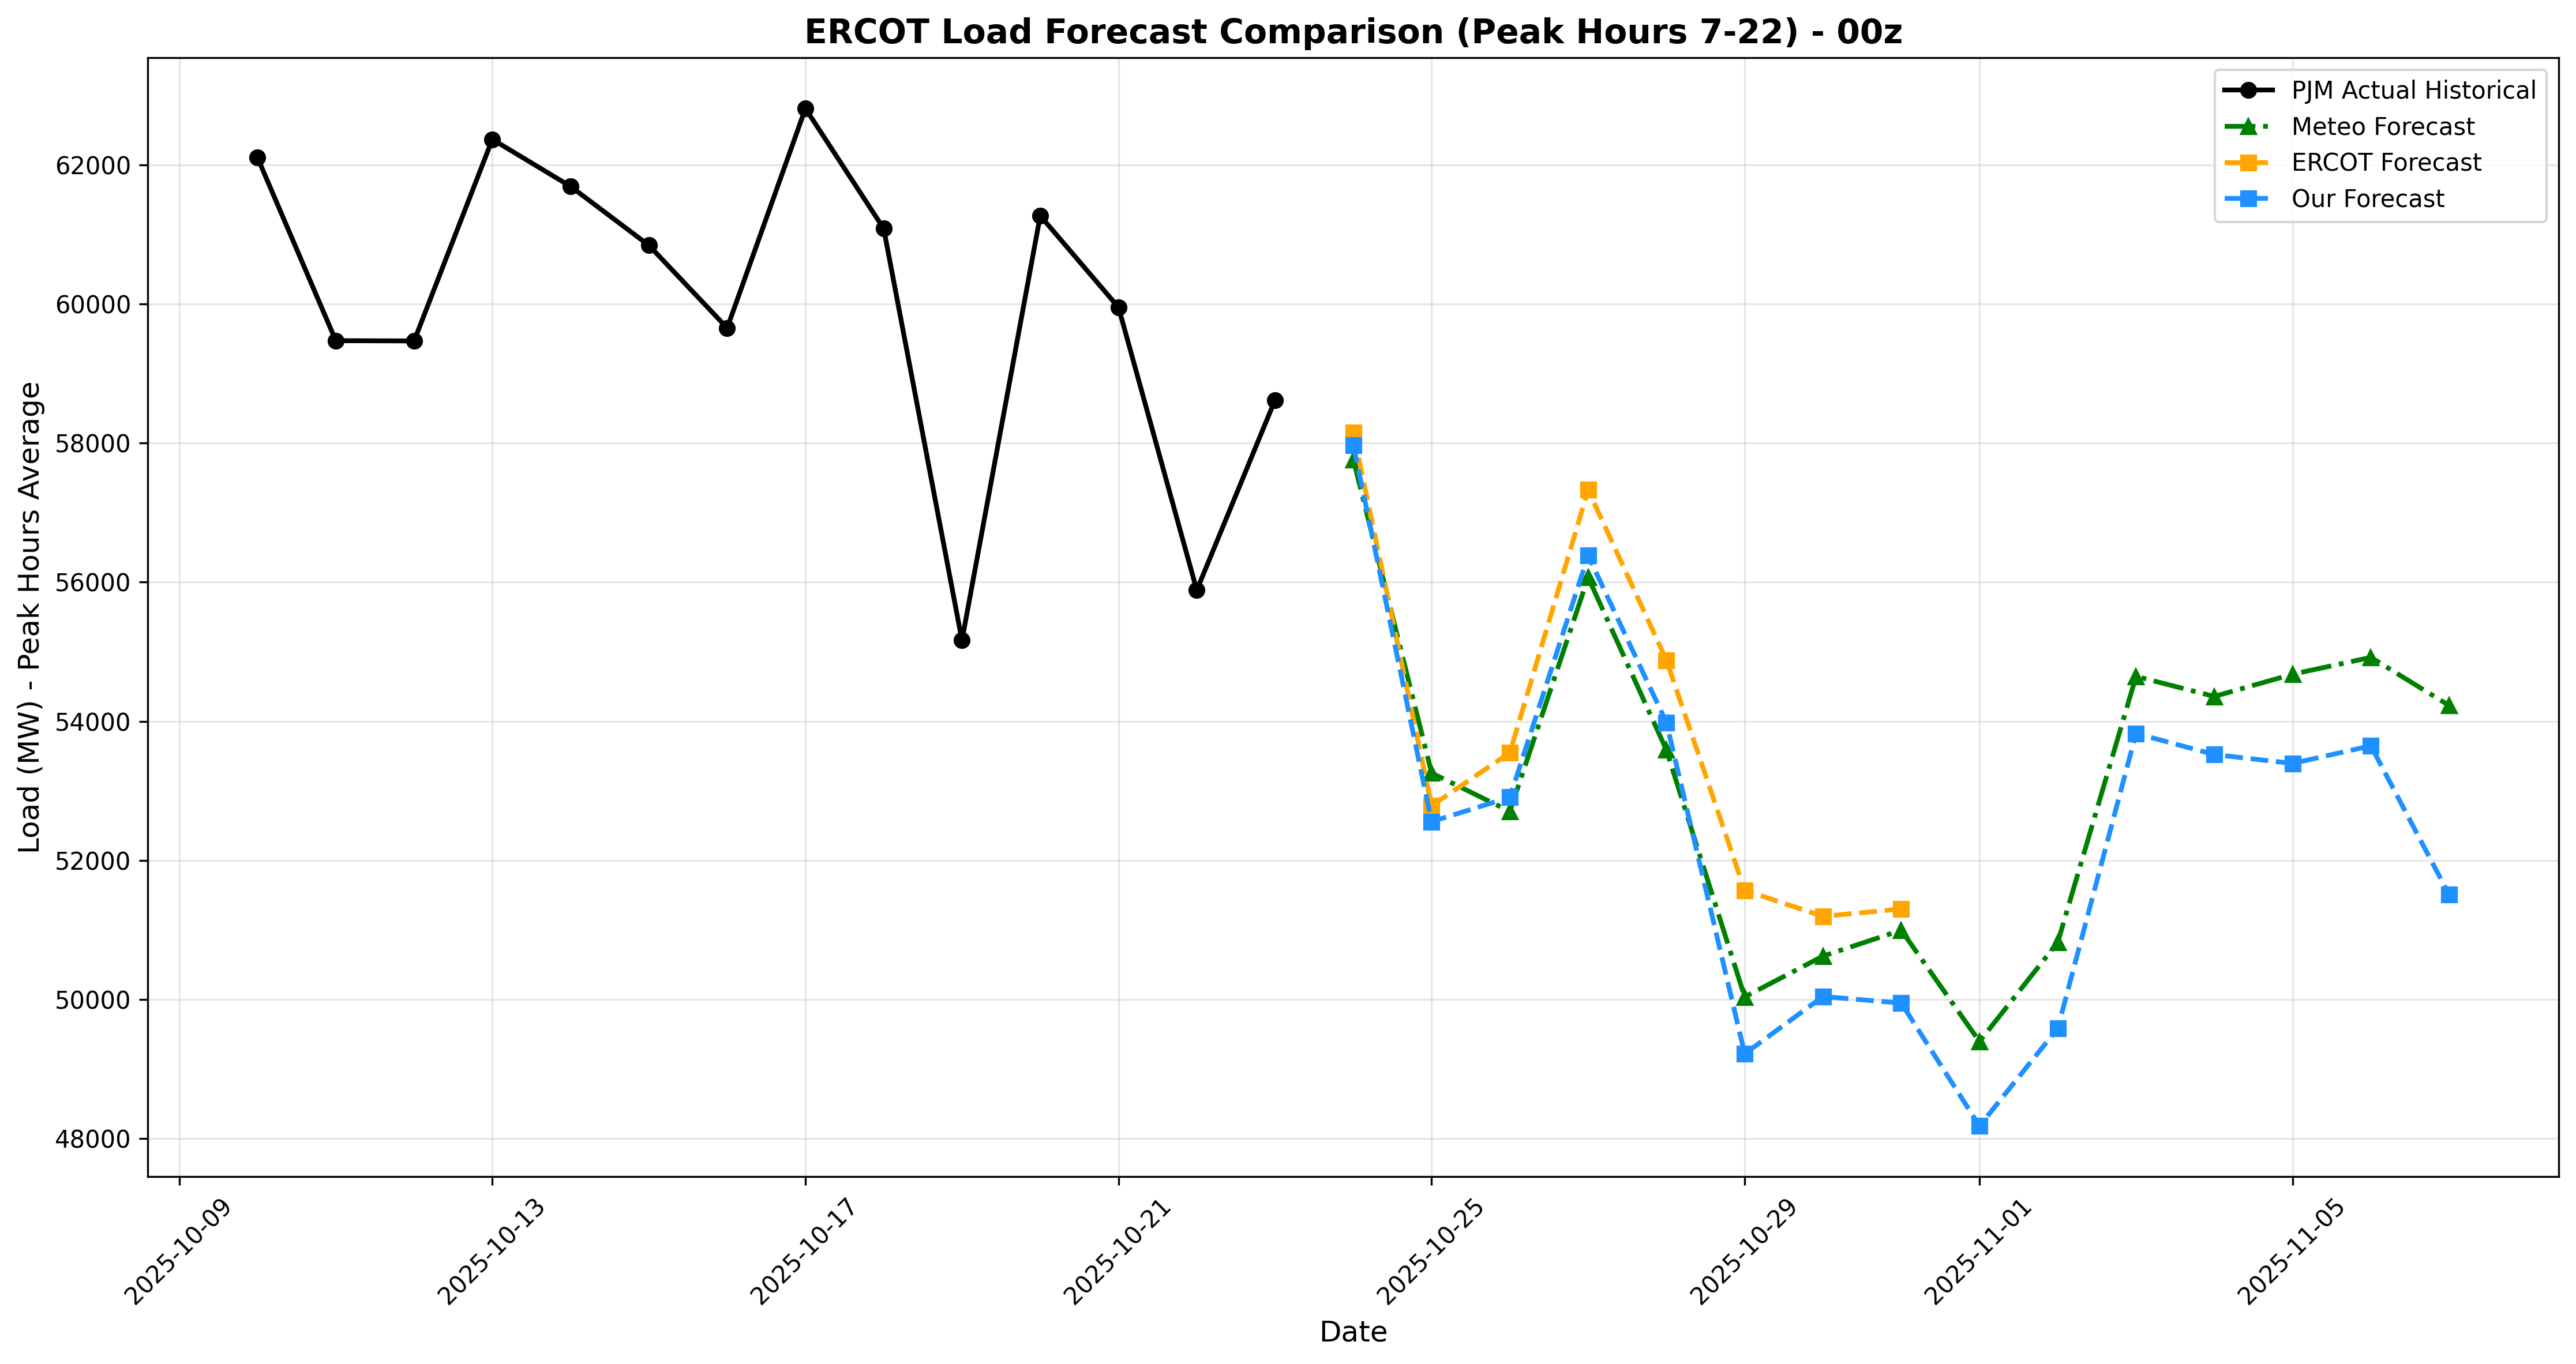 ERCOT Load Forecast Comparison (Peak Hours 7-22) - 00z
PJM Actual Historical
Meteo Forecast
ERCOT Forecast
Our Forecast
Load (MW) - Peak Hours Average
62000
60000
58000
56000
54000
52000
50000
48000
2025-10-09
2025-10-13
2025-10-17
2025-10-21
2025-10-25
2025-10-29
2025-11-01
2025-11-05
Date